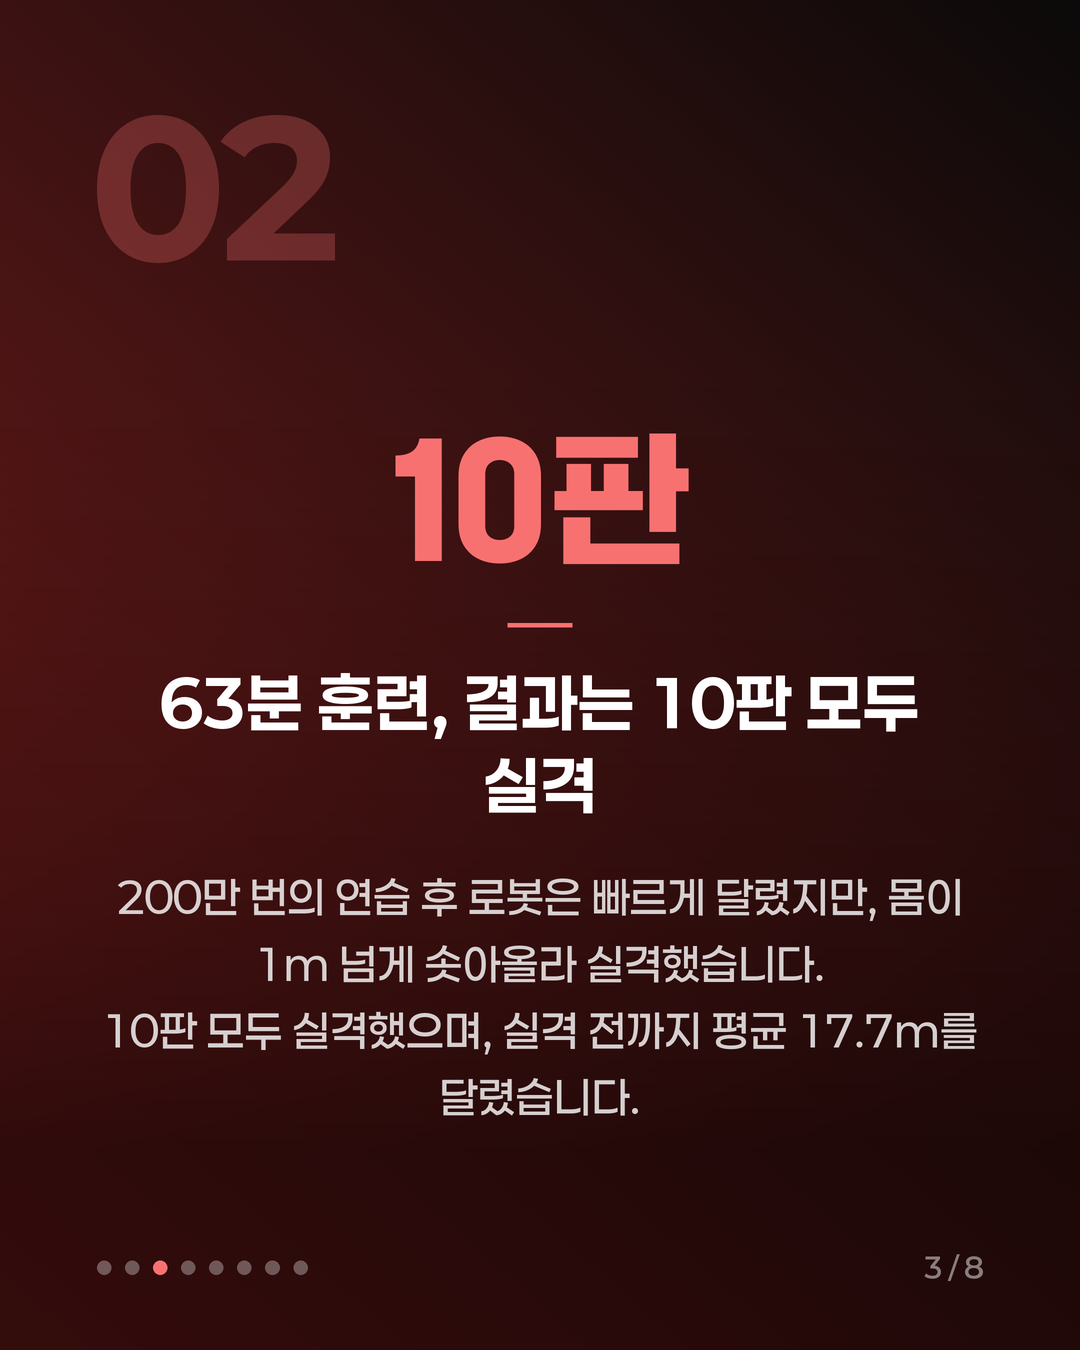 02
10판
63분 훈련, 결과는 10판 모두
실격
200만 번의 연습 후 로봇은 빠르게 달렸지만, 몸이
1m 넘게 솟아올라 실격했습니다.
10판 모두 실격했으며, 실격 전까지 평균 17.7m를
달렸습니다.
3/8